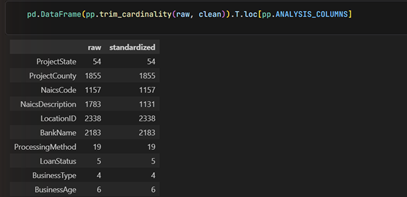 pd.DataFrame(pp.trim_cardinality(raw, clean)).T.loc[pp.ANALYSIS_COLUMNS]
raw standardized
ProjectState 54 54
ProjectCounty 1855 1855
NaicsCode 1157 1157
NaicsDescription 1783 1131
LocationID 2338 2338
BankName 2183 2183
ProcessingMethod 19 19
LoanStatus 5 5
BusinessType 4 4
BusinessAge 6 6